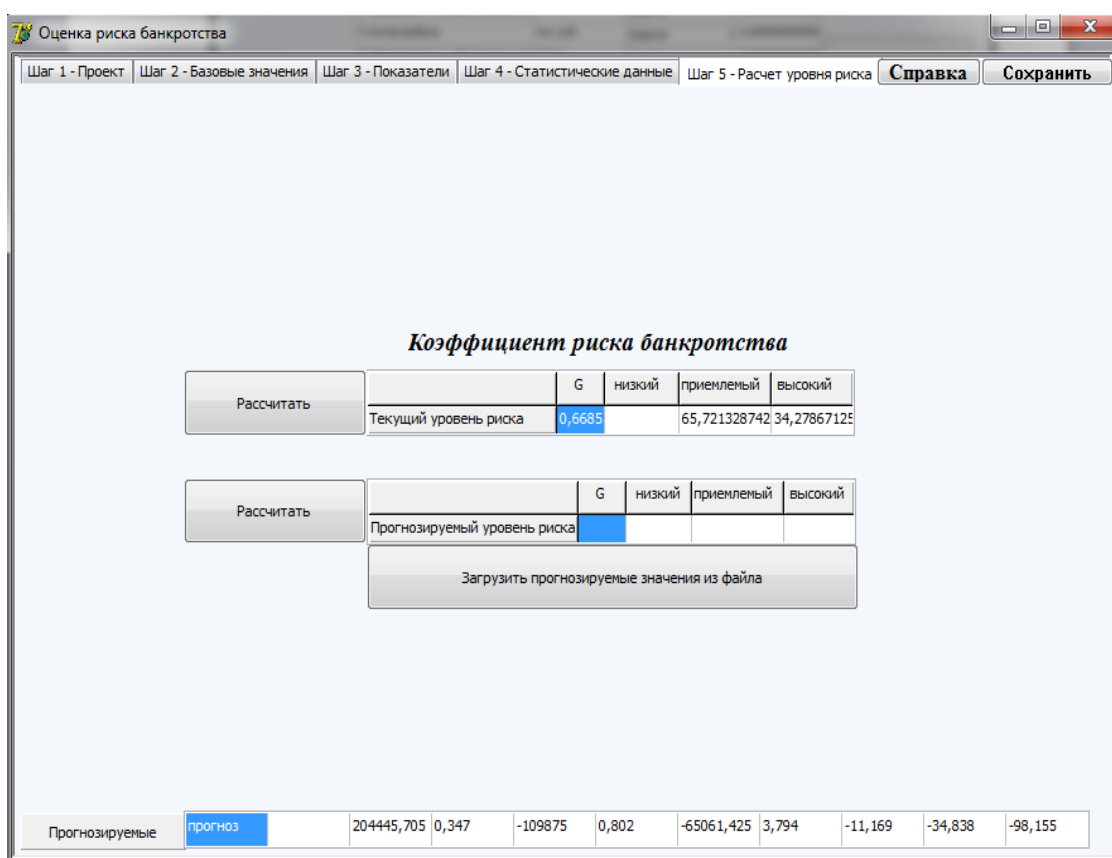 Оценка риска банкротства
Шаг 1 - Проект Шаг 2 - Базовые значения Шаг 3 - Показатели Шаг 4 - Статистические данные Шаг 5 - Расчет уровня риска Справка Сохранить
Коэффициент риска банкротства
Рассчитать
G низкий приемлемый высокий
Текущий уровень риска 0,6685 65,721328742 34,27867125
Рассчитать
G низкий приемлемый высокий
Прогнозируемый уровень риска
Загрузить прогнозируемые значения из файла
Прогнозируемые прогноз 204445,705 0,347 -109875 0,802 -65061,425 3,794 -11,169 -34,838 -98,155